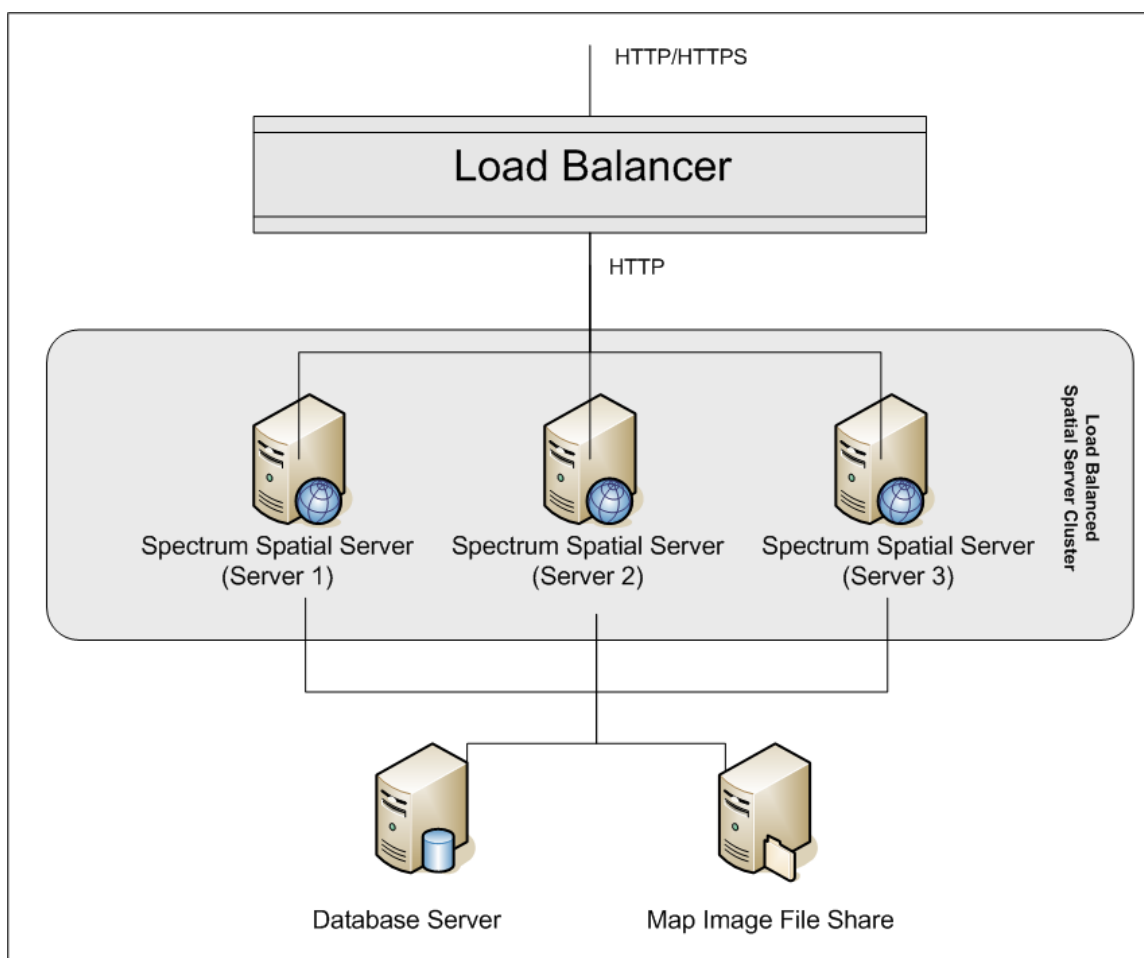 HTTP/HTTPS
Load Balancer
HTTP
Load Balanced
Spatial Server Cluster
Spectrum Spatial Server
(Server 1)
Spectrum Spatial Server
(Server 2)
Spectrum Spatial Server
(Server 3)
Database Server
Map Image File Share